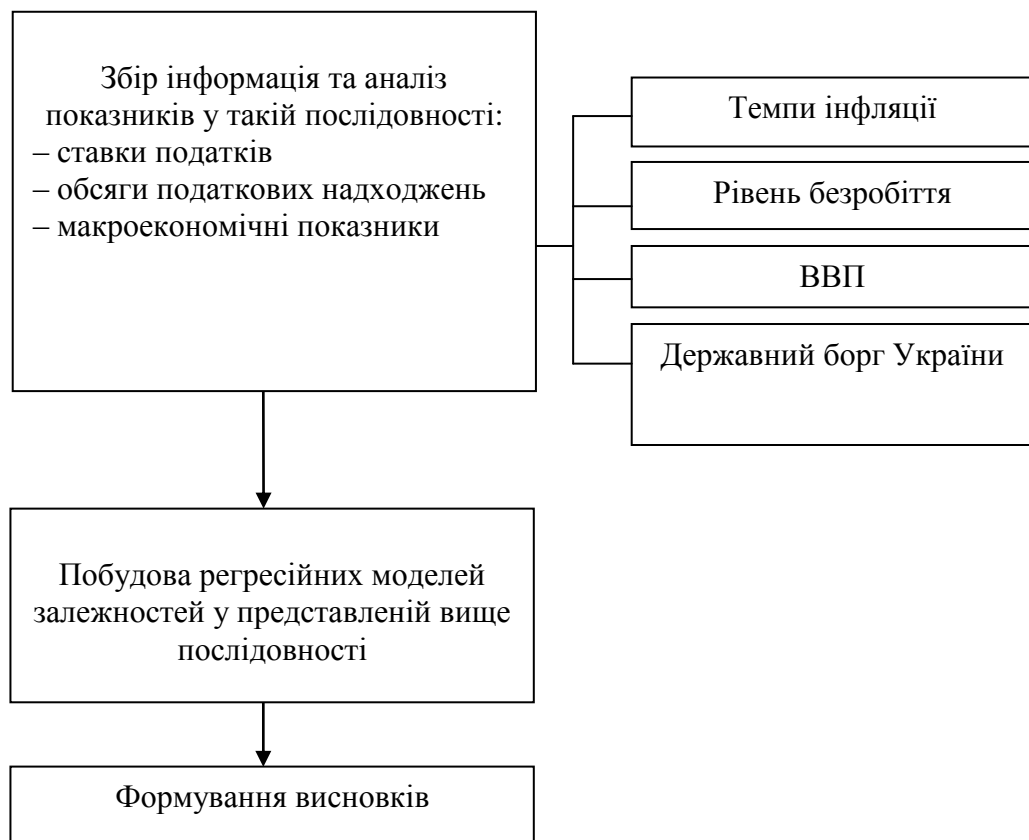 Збір інформація та аналіз
показників у такій послідовності:
– ставки податків
– обсяги податкових надходжень
– макроекономічні показники
Темпи інфляції
Рівень безробіття
ВВП
Державний борг України
Побудова регресійних моделей
залежностей у представленій вище
послідовності
Формування висновків